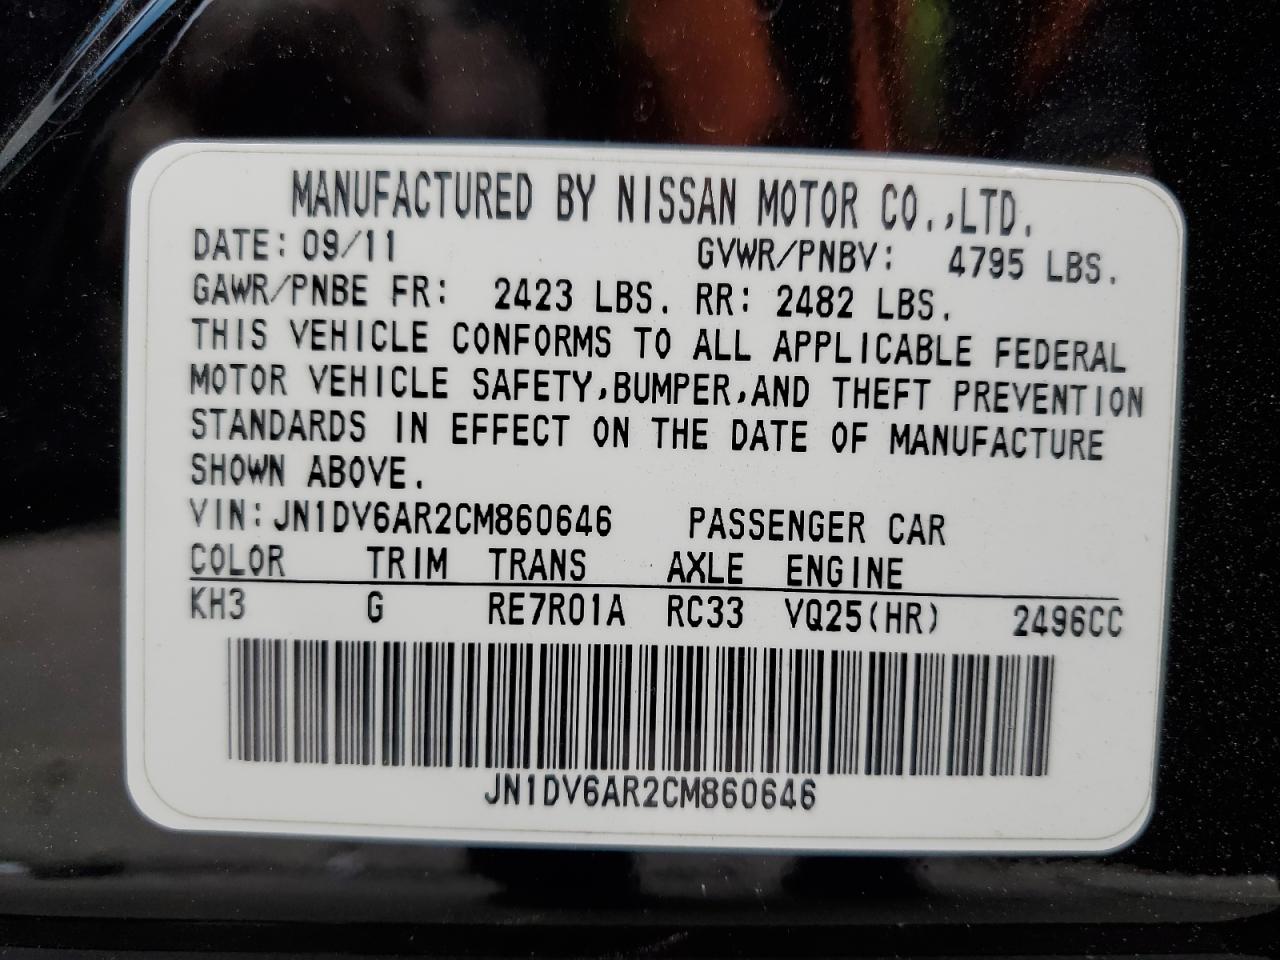 MANUFACTURED BY NISSAN MOTOR CO.,LTD.
DATE: 09/11 GVWR/PNBV: 4795 LBS.
GAWR/PNBE FR: 2423 LBS. RR: 2482 LBS.
THIS VEHICLE CONFORMS TO ALL APPLICABLE FEDERAL
MOTOR VEHICLE SAFETY,BUMPER,AND THEFT PREVENTION
STANDARDS IN EFFECT ON THE DATE OF MANUFACTURE
SHOWN ABOVE.
VIN: JN1DV6AR2CM860646 PASSENGER CAR
COLOR TRIM TRANS AXLE ENGINE
KH3 G RE7R01A RC33 VQ25(HR) 2496CC
JN1DV6AR2CM860646